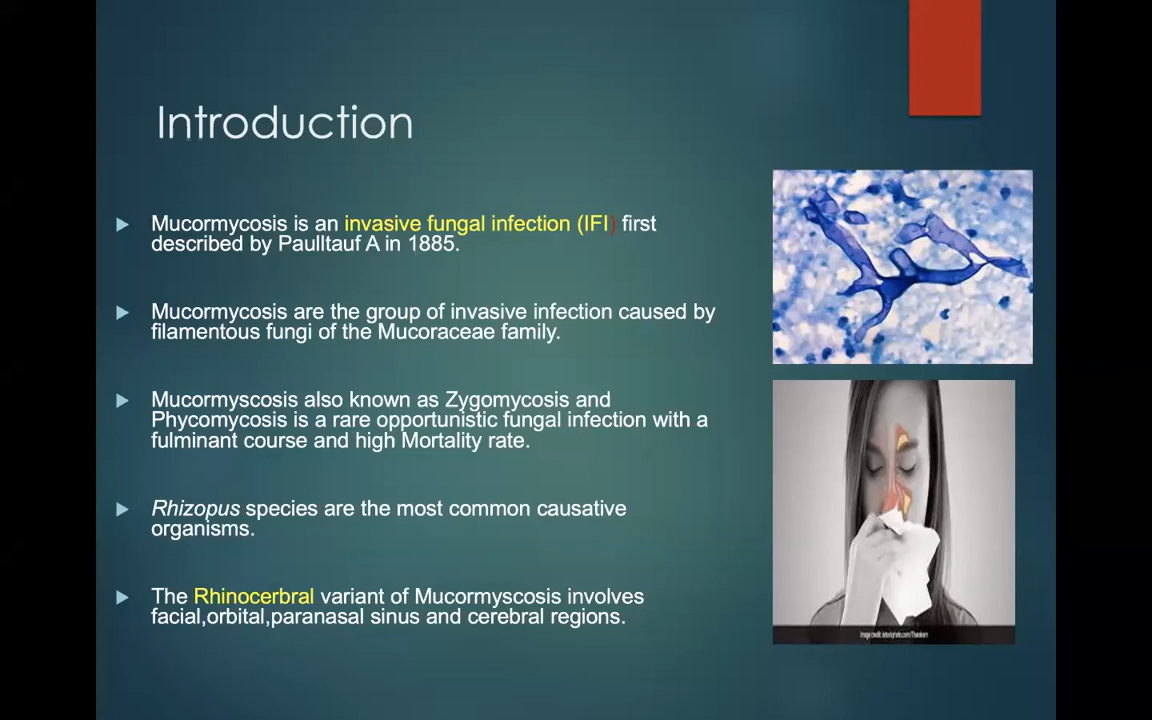 Introduction
Mucormycosis is an invasive fungal infection (IFI) first
described by Paulltauf A in 1885.
Mucormycosis are the group of invasive infection caused by
filamentous fungi of the Mucoraceae family.
Mucormyscosis also known as Zygomycosis and
Phycomycosis is a rare opportunistic fungal infection with a
fulminant course and high Mortality rate.
Rhizopus species are the most common causative
organisms.
The Rhinocerbral variant of Mucormyscosis involves
facial,orbital,paranasal sinus and cerebral regions.